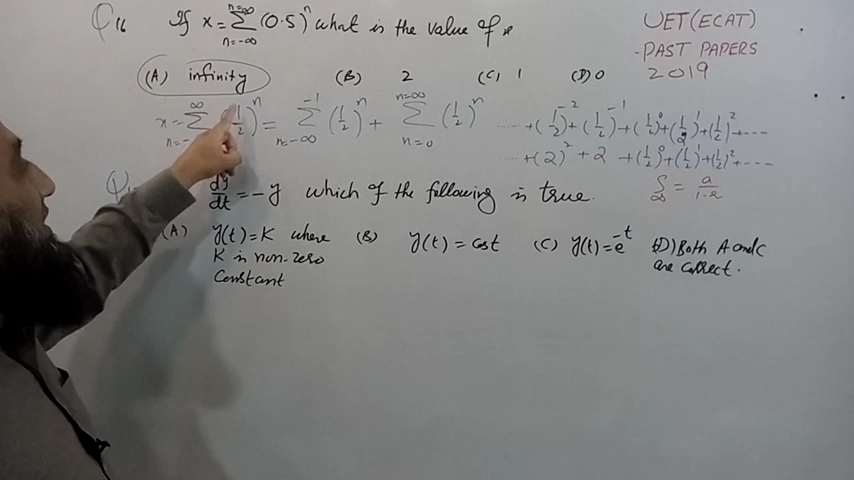 Q16 If x = Σ (0.5)^n what is the value of x
n=∞
n=-∞
UET(ECAT)
- PAST PAPERS
2019
(A) infinity (B) 2 (C) 1 (D) 0
x = Σ 1/2)^n = Σ (1/2)^n + Σ (1/2)^n
∞ -1 n=∞
n=- n=-∞ n=0
.... +(1/2)^-2 + (1/2)^-1 + (1/2)^0 + (1/2)^1 + (1/2)^2 + ----
.... + (2)^2 + 2 + (1/2)^0 + (1/2)^1 + (1/2)^2 + ----
S∞ = a/1-r
dy/dt = -y which of the following is true.
(A) y(t) = K where K is non-zero Constant
(B) y(t) = cost
(C) y(t) = e^-t
(D) Both A and C are correct.